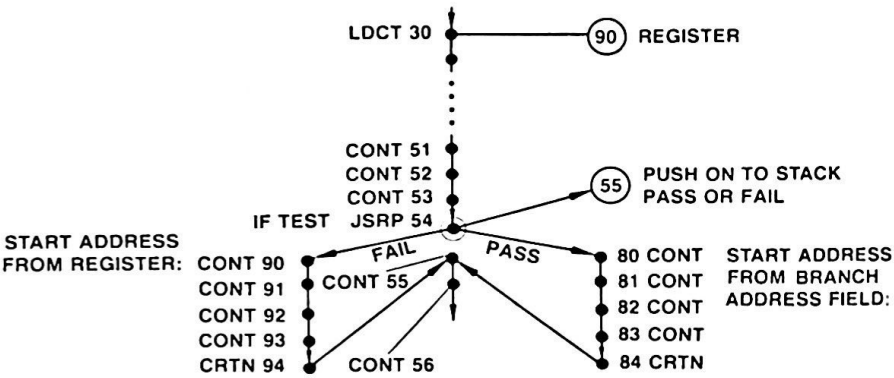 LDCT 30
90 REGISTER
CONT 51
CONT 52
CONT 53
55 PUSH ON TO STACK
PASS OR FAIL
IF TEST JSRP 54
FAIL
PASS
START ADDRESS
FROM REGISTER:
CONT 90
CONT 91
CONT 92
CONT 93
CRTN 94
CONT 55
CONT 56
80 CONT
81 CONT
82 CONT
83 CONT
84 CRTN
START ADDRESS
FROM BRANCH
ADDRESS FIELD: